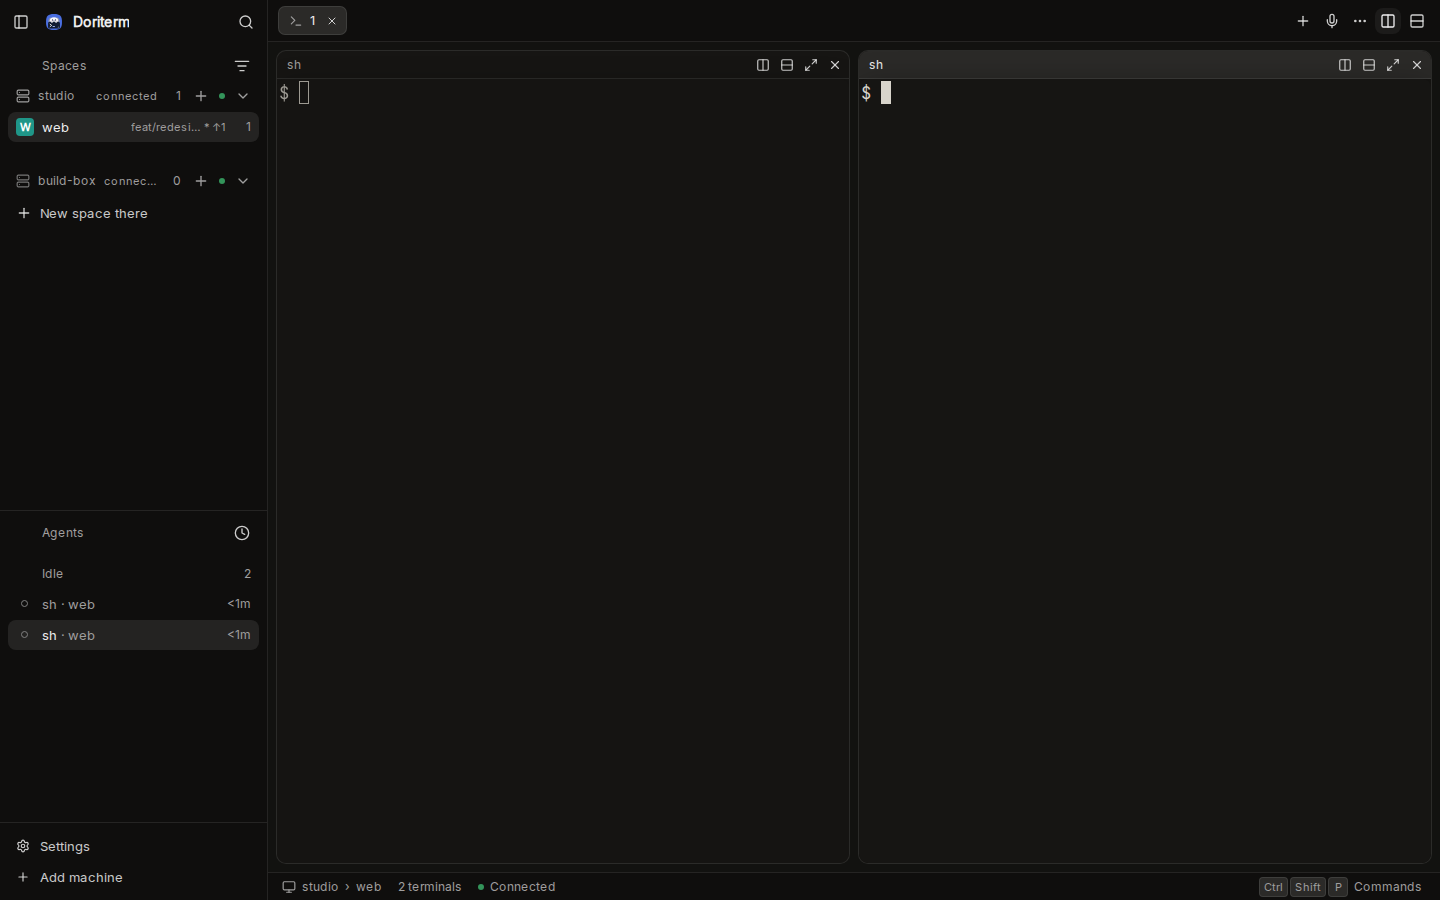 Doriterm
1
Spaces
studio connected 1
W web feat/redesi... * ↑1 1
build-box connec... 0
New space there
Agents
Idle 2
sh · web <1m
sh · web <1m
Settings
Add machine
sh
$
sh
$
studio › web 2 terminals Connected
Ctrl Shift P Commands